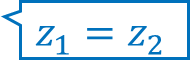 z₁ = z₂